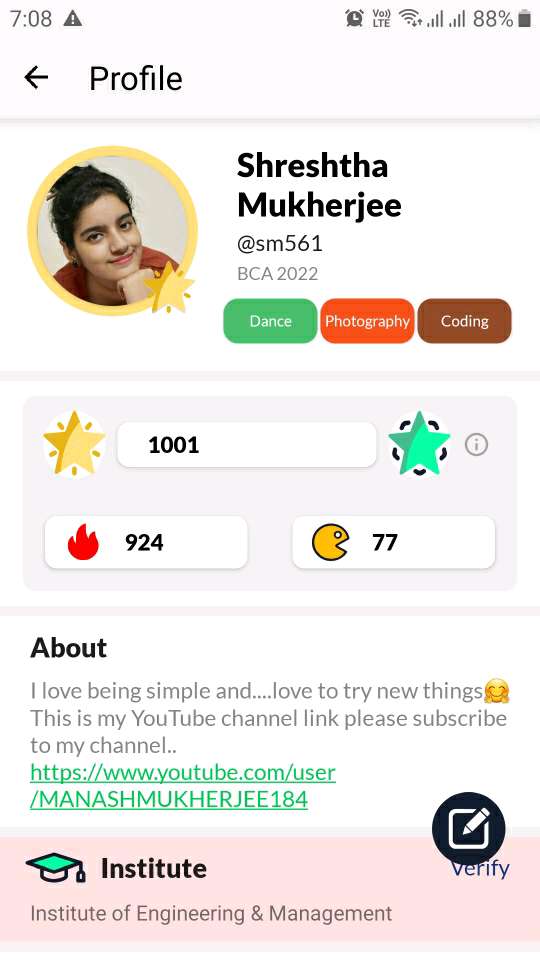 7:08
Vo))
LTE
88%
Profile
Shreshtha
Mukherjee
@sm561
BCA 2022
Dance Photography Coding
1001
924 77
About
I love being simple and....love to try new things🤗
This is my YouTube channel link please subscribe
to my channel..
https://www.youtube.com/user
/MANASHMUKHERJEE184
Institute
Verify
Institute of Engineering & Management